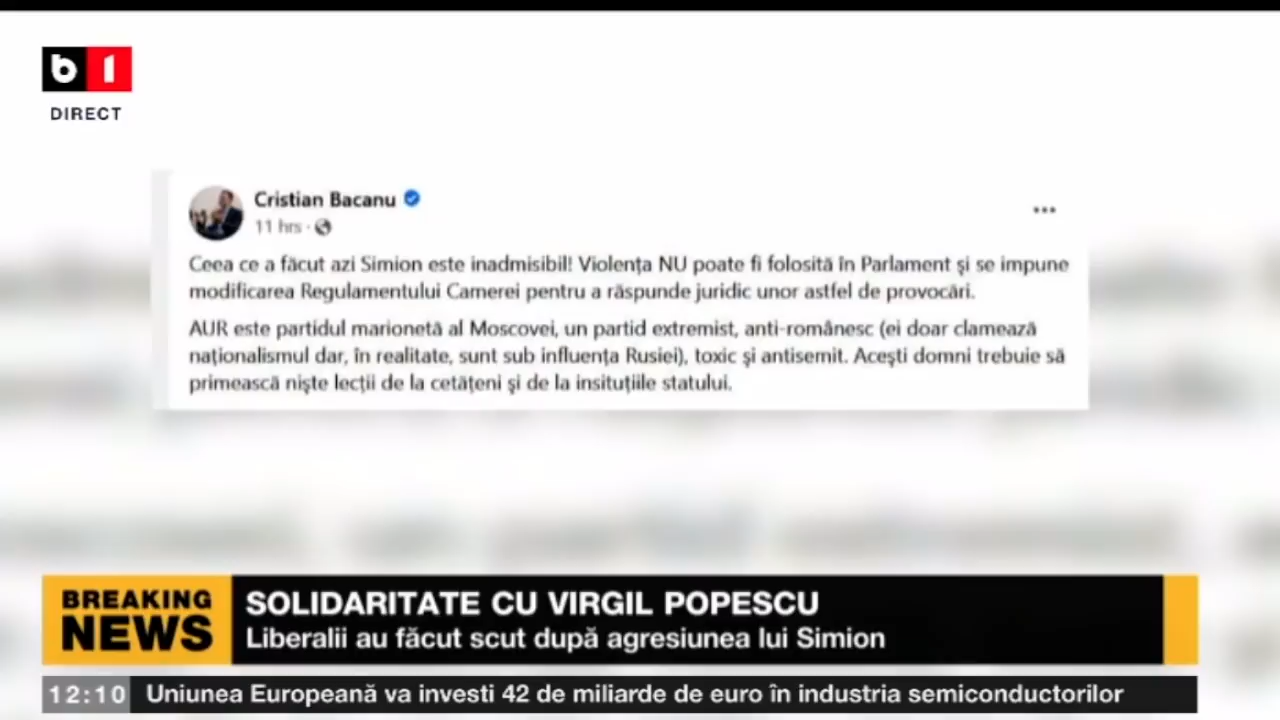 b1
DIRECT
Cristian Bacanu
11 hrs ·
Ceea ce a făcut azi Simion este inadmisibil! Violența NU poate fi folosită în Parlament și se impune
modificarea Regulamentului Camerei pentru a răspunde juridic unor astfel de provocări.
AUR este partidul marionetă al Moscovei, un partid extremist, anti-românesc (ei doar clamează
naționalismul dar, în realitate, sunt sub influența Rusiei), toxic și antisemit. Acești domni trebuie să
primească niște lecții de la cetățeni și de la insituțiile statului.
BREAKING
NEWS
SOLIDARITATE CU VIRGIL POPESCU
Liberalii au făcut scut după agresiunea lui Simion
12:10 Uniunea Europeană va investi 42 de miliarde de euro în industria semiconductorilor